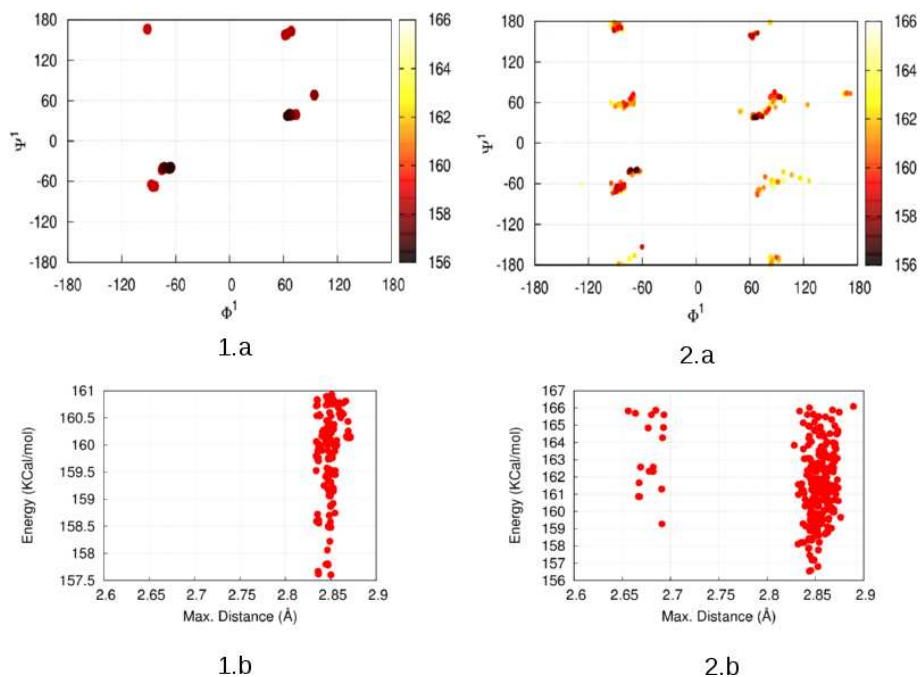 180
120
60
0
-60
-120
-180
Ψ¹
-180 -120 -60 0 60 120 180
Φ¹
166
164
162
160
158
156
1.a
180
120
60
0
-60
-120
-180
Ψ¹
-180 -120 -60 0 60 120 180
Φ¹
166
164
162
160
158
156
2.a
161
160.5
160
159.5
159
158.5
158
157.5
Energy (KCal/mol)
2.6 2.65 2.7 2.75 2.8 2.85 2.9
Max. Distance (Å)
1.b
167
166
165
164
163
162
161
160
159
158
157
156
Energy (KCal/mol)
2.6 2.65 2.7 2.75 2.8 2.85 2.9
Max. Distance (Å)
2.b